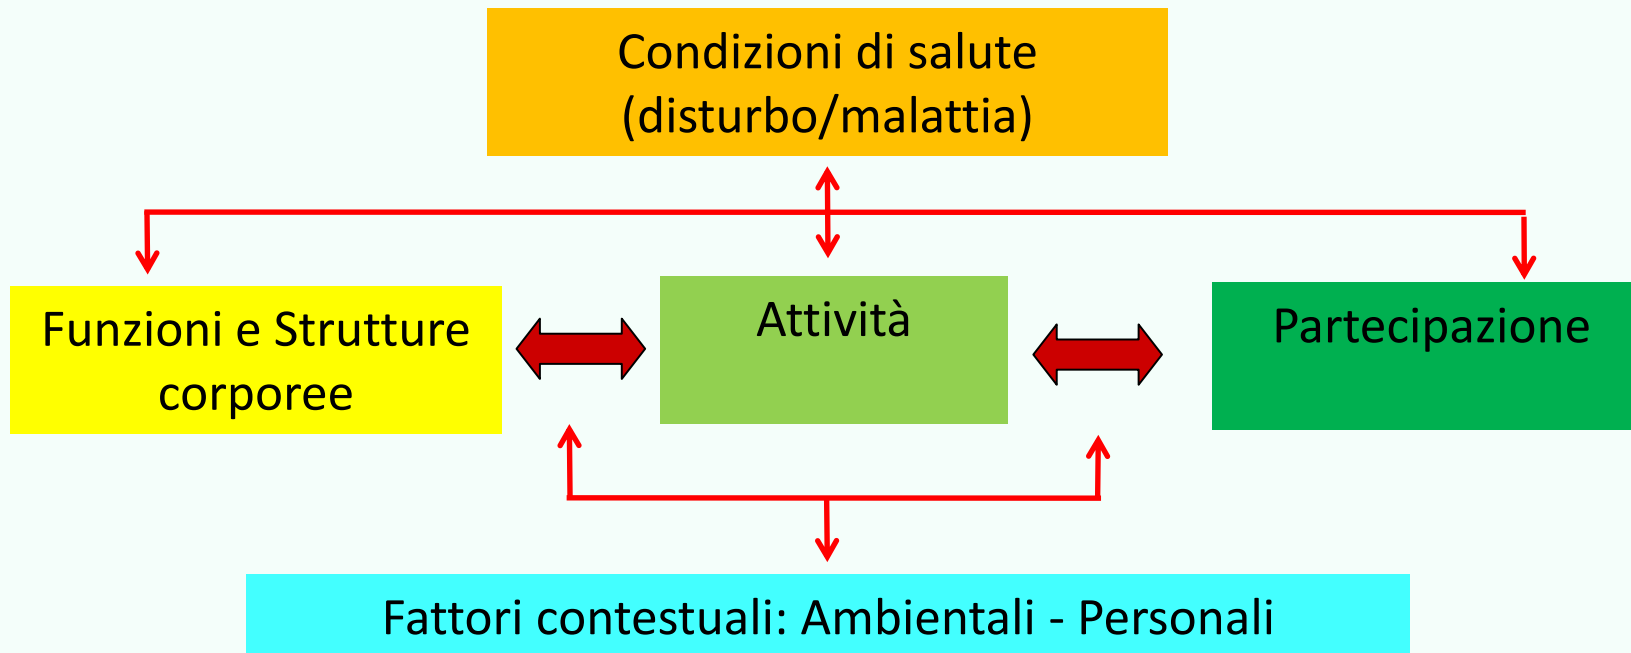 Condizioni di salute
(disturbo/malattia)
Funzioni e Strutture
corporee
Attività
Partecipazione
Fattori contestuali: Ambientali - Personali